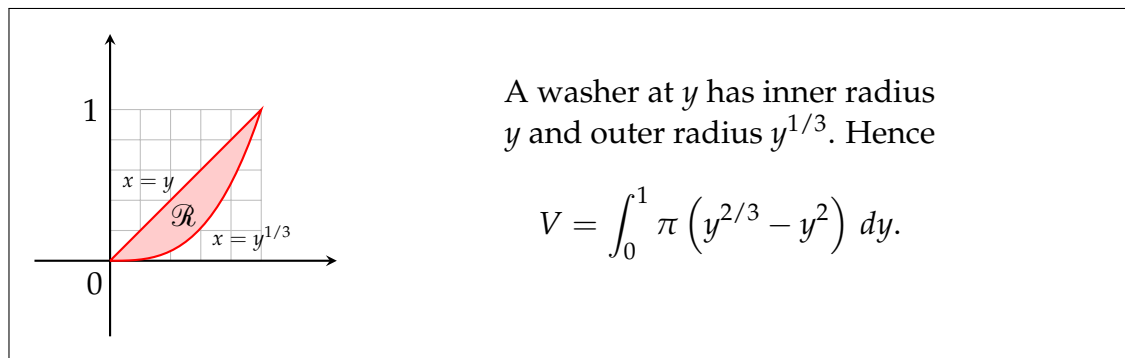 1
x = y
ℛ
x = y^{1/3}
0
A washer at y has inner radius
y and outer radius y^{1/3}. Hence
V = ∫_0^1 π (y^{2/3} − y^2) dy.